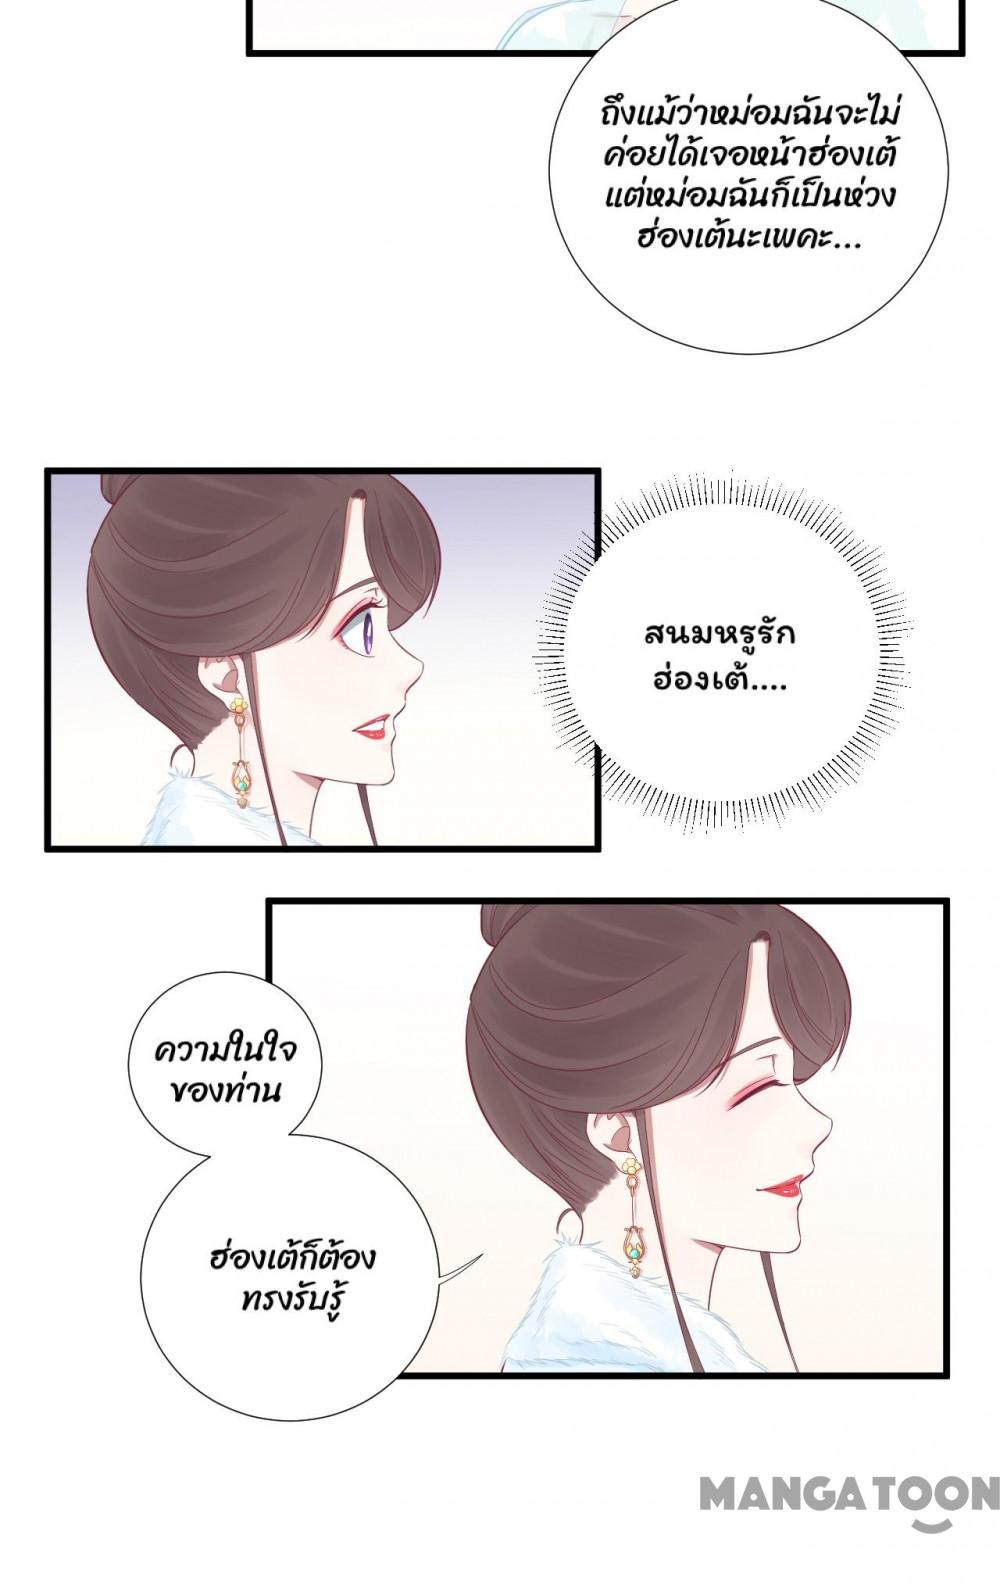 ถึงแม้ว่าหม่อมฉันจะไม่
ค่อยได้เจอหน้าฮ่องเต้
แต่หม่อมฉันก็เป็นห่วง
ฮ่องเต้นะเพคะ...
สนมหรูรัก
ฮ่องเต้....
ความในใจ
ของท่าน
ฮ่องเต้ก็ต้อง
ทรงรับรู้
MANGATOON